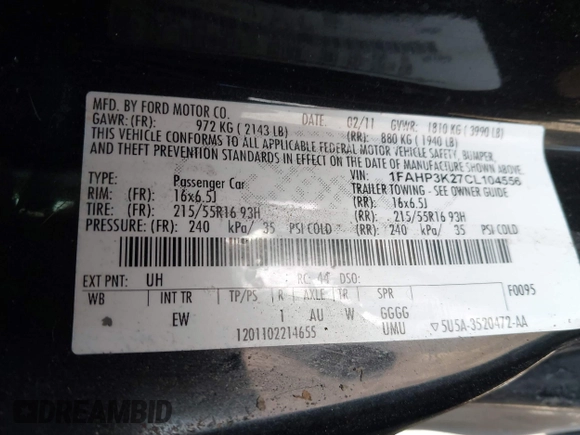 MFD. BY FORD MOTOR CO.
DATE: 02/11 GVWR: 1810 KG (3990 LB)
GAWR: (FR): 972 KG (2143 LB) (RR): 880 KG (1940 LB)
THIS VEHICLE CONFORMS TO ALL APPLICABLE FEDERAL MOTOR VEHICLE SAFETY, BUMPER,
AND THEFT PREVENTION STANDARDS IN EFFECT ON THE DATE OF MANUFACTURE SHOWN ABOVE.
VIN: 1FAHP3K27CL104556
TYPE: Passenger Car TRAILER TOWING - SEE OWNER GUIDE
RIM: (FR): 16x6.5J (RR): 16x6.5J
TIRE: (FR): 215/55R16 93H (RR): 215/55R16 93H
PRESSURE: (FR): 240 kPa/ 35 PSI COLD (RR): 240 kPa/ 35 PSI COLD
EXT PNT: UH RC: 44 DSO: F0095
WB INT TR TP/PS R AXLE TR SPR
EW 1 AU W GGGG
1201102214655 UMU ▽5U5A-3520472-AA
DREAMBID